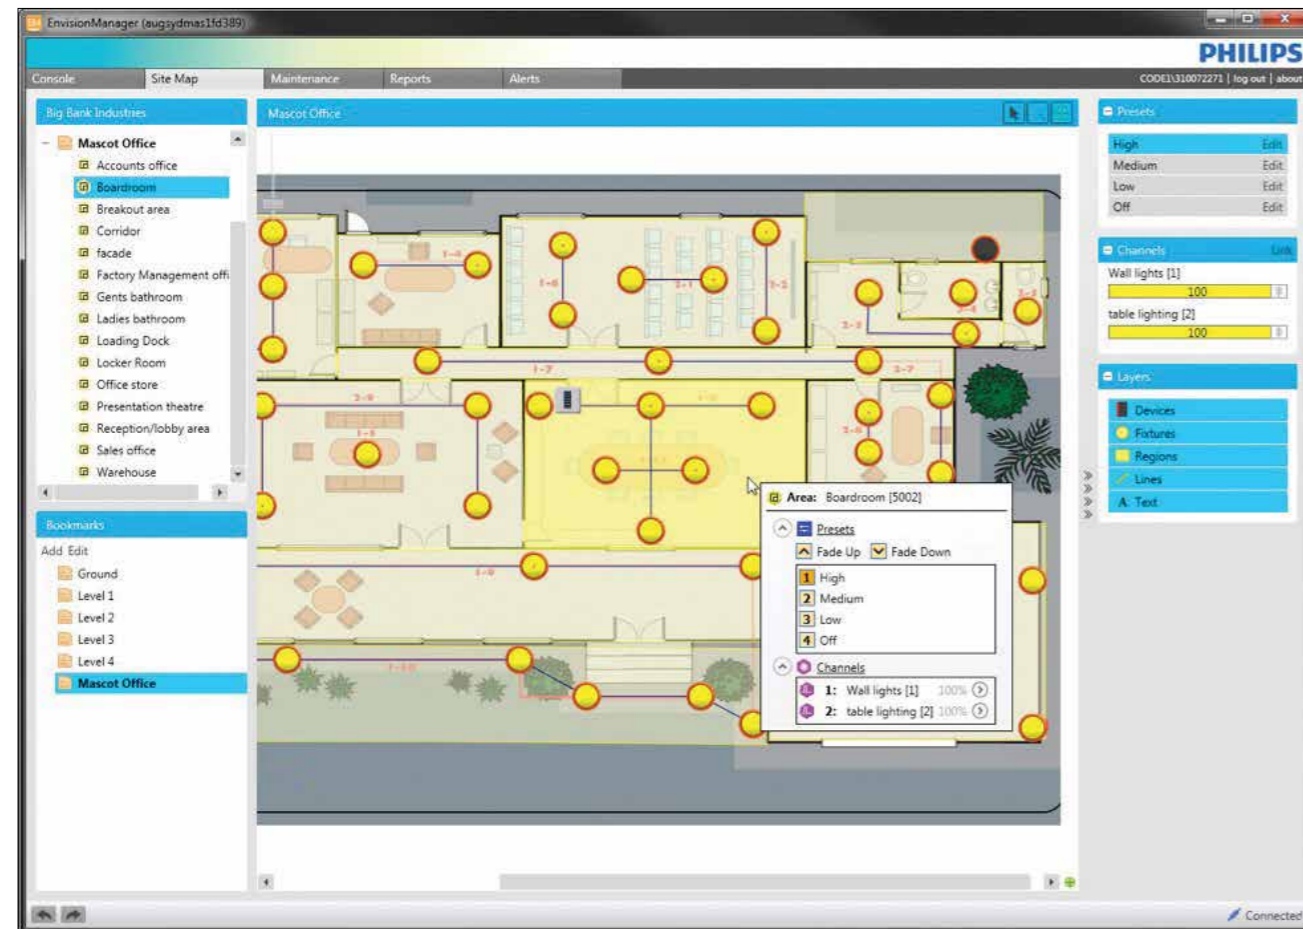 EnvisionManager (augsydmas1fd389)
PHILIPS
Console Site Map Maintenance Reports Alerts
CODE1\310072271 | log out | about
Big Bank Industries
Mascot Office
Accounts office
Boardroom
Breakout area
Corridor
facade
Factory Management offi
Gents bathroom
Ladies bathroom
Loading Dock
Locker Room
Office store
Presentation theatre
Reception/lobby area
Sales office
Warehouse
Bookmarks
Add Edit
Ground
Level 1
Level 2
Level 3
Level 4
Mascot Office
Mascot Office
1-7
2-7
Area: Boardroom [5002]
Presets
Fade Up Fade Down
1 High
2 Medium
3 Low
4 Off
Channels
1: Wall lights [1] 100%
2: table lighting [2] 100%
Presets
High Edit
Medium Edit
Low Edit
Off Edit
Channels Link
Wall lights [1]
100
table lighting [2]
100
Layers
Devices
Fixtures
Regions
Lines
A Text
Connected